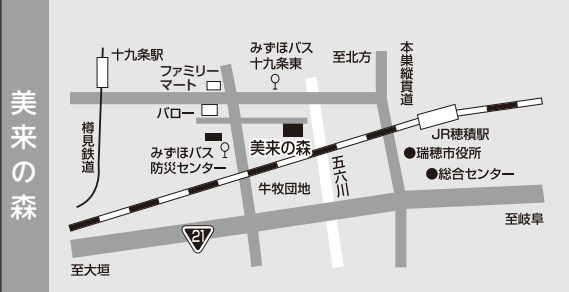 美来の森
十九条駅
ファミリー
マート
みずほバス
十九条東
至北方
本巣縦貫道
バロー
樽見鉄道
みずほバス
防災センター
美来の森
JR穂積駅
瑞穂市役所
総合センター
牛牧団地
五六川
21
至岐阜
至大垣